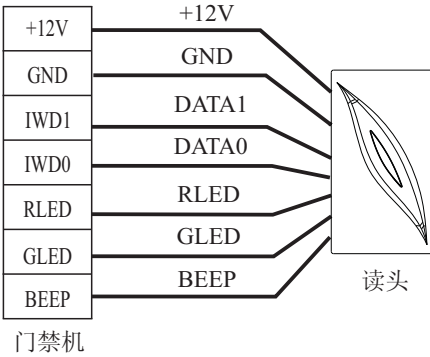 +12V +12V
GND GND
IWD1 DATA1
IWD0 DATA0
RLED RLED
GLED GLED
BEEP BEEP
读头
门禁机